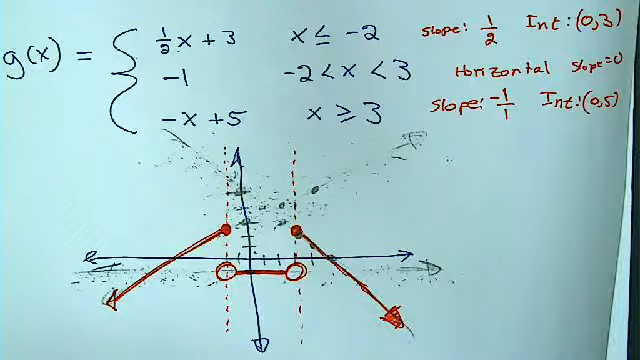 g(x) = { ½x + 3 x ≤ -2 slope: 1/2 Int: (0,3)
-1 -2 < x < 3 Horizontal slope=0
-x + 5 x ≥ 3 slope: -1/1 Int: (0,5)